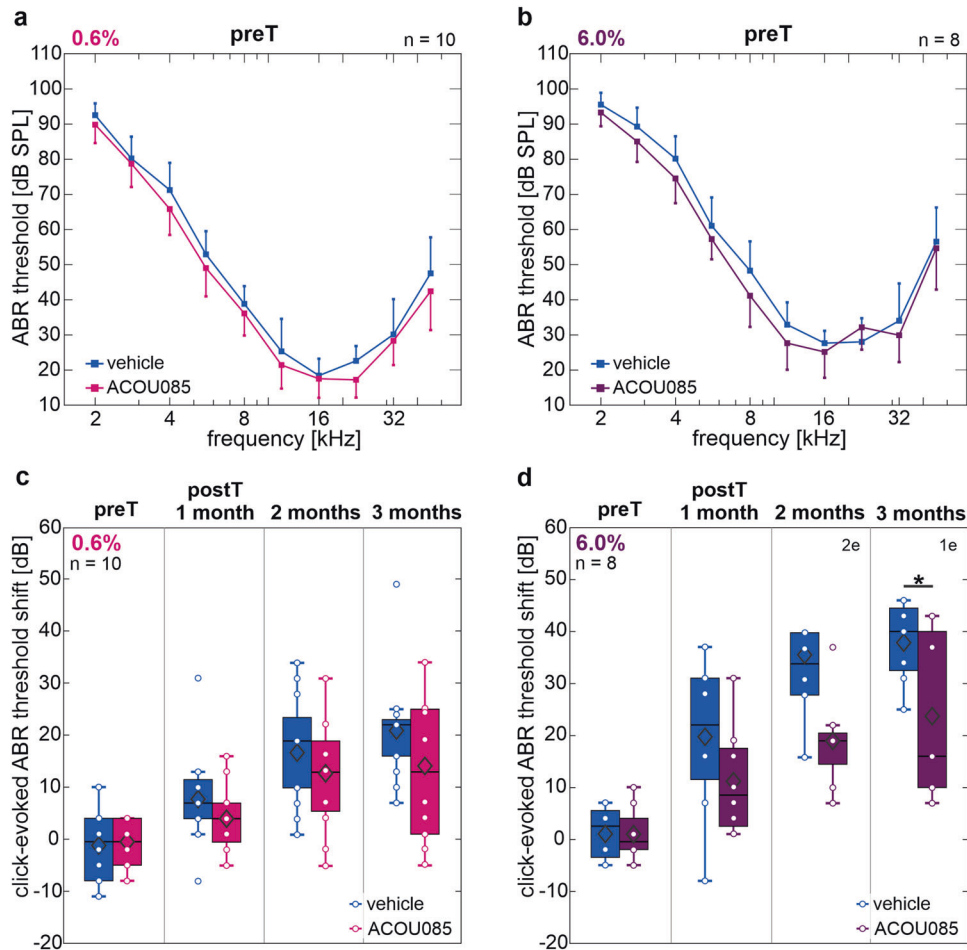 a
0.6%
preT
n = 10
ABR threshold [dB SPL]
110
100
90
80
70
60
50
40
30
20
10
vehicle
ACOU085
2
4
8
16
32
frequency [kHz]
b
6.0%
preT
n = 8
ABR threshold [dB SPL]
110
100
90
80
70
60
50
40
30
20
10
vehicle
ACOU085
2
4
8
16
32
frequency [kHz]
c
preT
postT
1 month
2 months
3 months
0.6%
n = 10
click-evoked ABR threshold shift [dB]
60
50
40
30
20
10
0
-10
-20
vehicle
ACOU085
d
preT
1 month
2 months
3 months
6.0%
n = 8
2e
1e
*
click-evoked ABR threshold shift [dB]
60
50
40
30
20
10
0
-10
-20
vehicle
ACOU085